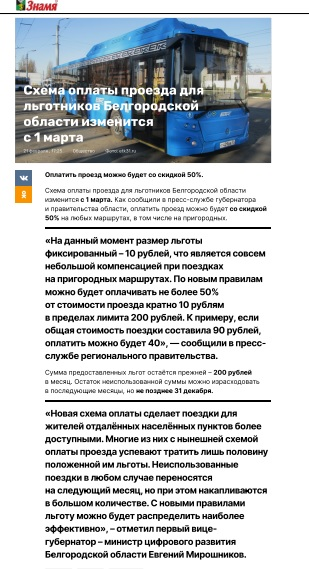 Знамя
Схема оплаты проезда для
льготников Белгородской
области изменится
с 1 марта
Общество
Оплатить проезд можно будет со скидкой 50%.
Схема оплаты проезда для льготников Белгородской области
изменится с 1 марта. Как сообщили в пресс-службе губернатора
и правительства области, оплатить проезд можно будет со скидкой
50% на любых маршрутах, в том числе на пригородных.
«На данный момент размер льготы
фиксированный – 10 рублей, что является совсем
небольшой компенсацией при поездках
на пригородных маршрутах. По новым правилам
можно будет оплачивать не более 50%
от стоимости проезда кратно 10 рублям
в пределах лимита 200 рублей. К примеру, если
общая стоимость поездки составила 90 рублей,
оплатить можно будет 40», — сообщили в пресс-
службе регионального правительства.
Сумма предоставленных льгот остаётся прежней – 200 рублей
в месяц. Остаток неиспользованной суммы можно израсходовать
в последующие месяцы, но не позднее 31 декабря.
«Новая схема оплаты сделает поездки для
жителей отдалённых населённых пунктов более
доступными. Многие из них с нынешней схемой
оплаты проезда успевают тратить лишь половину
положенной им льготы. Неиспользованные
поездки в любом случае переносятся
на следующий месяц, но при этом накапливаются
в большом количестве. С новыми правилами
льготу можно будет распределить наиболее
эффективно», – отметил первый вице-
губернатор – министр цифрового развития
Белгородской области Евгений Мирошников.